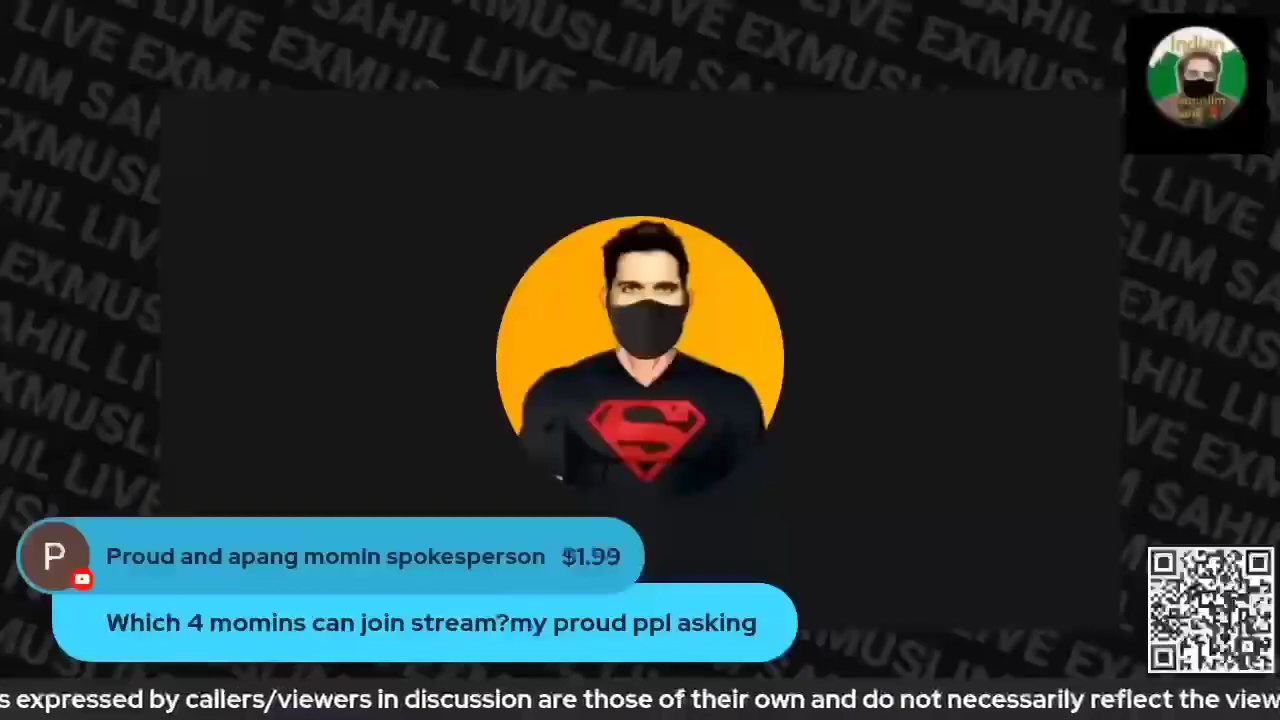 Indian
Proud and apang momin spokesperson $1.99
P
Which 4 momins can join stream?my proud ppl asking
s expressed by callers/viewers in discussion are those of their own and do not necessarily reflect the view